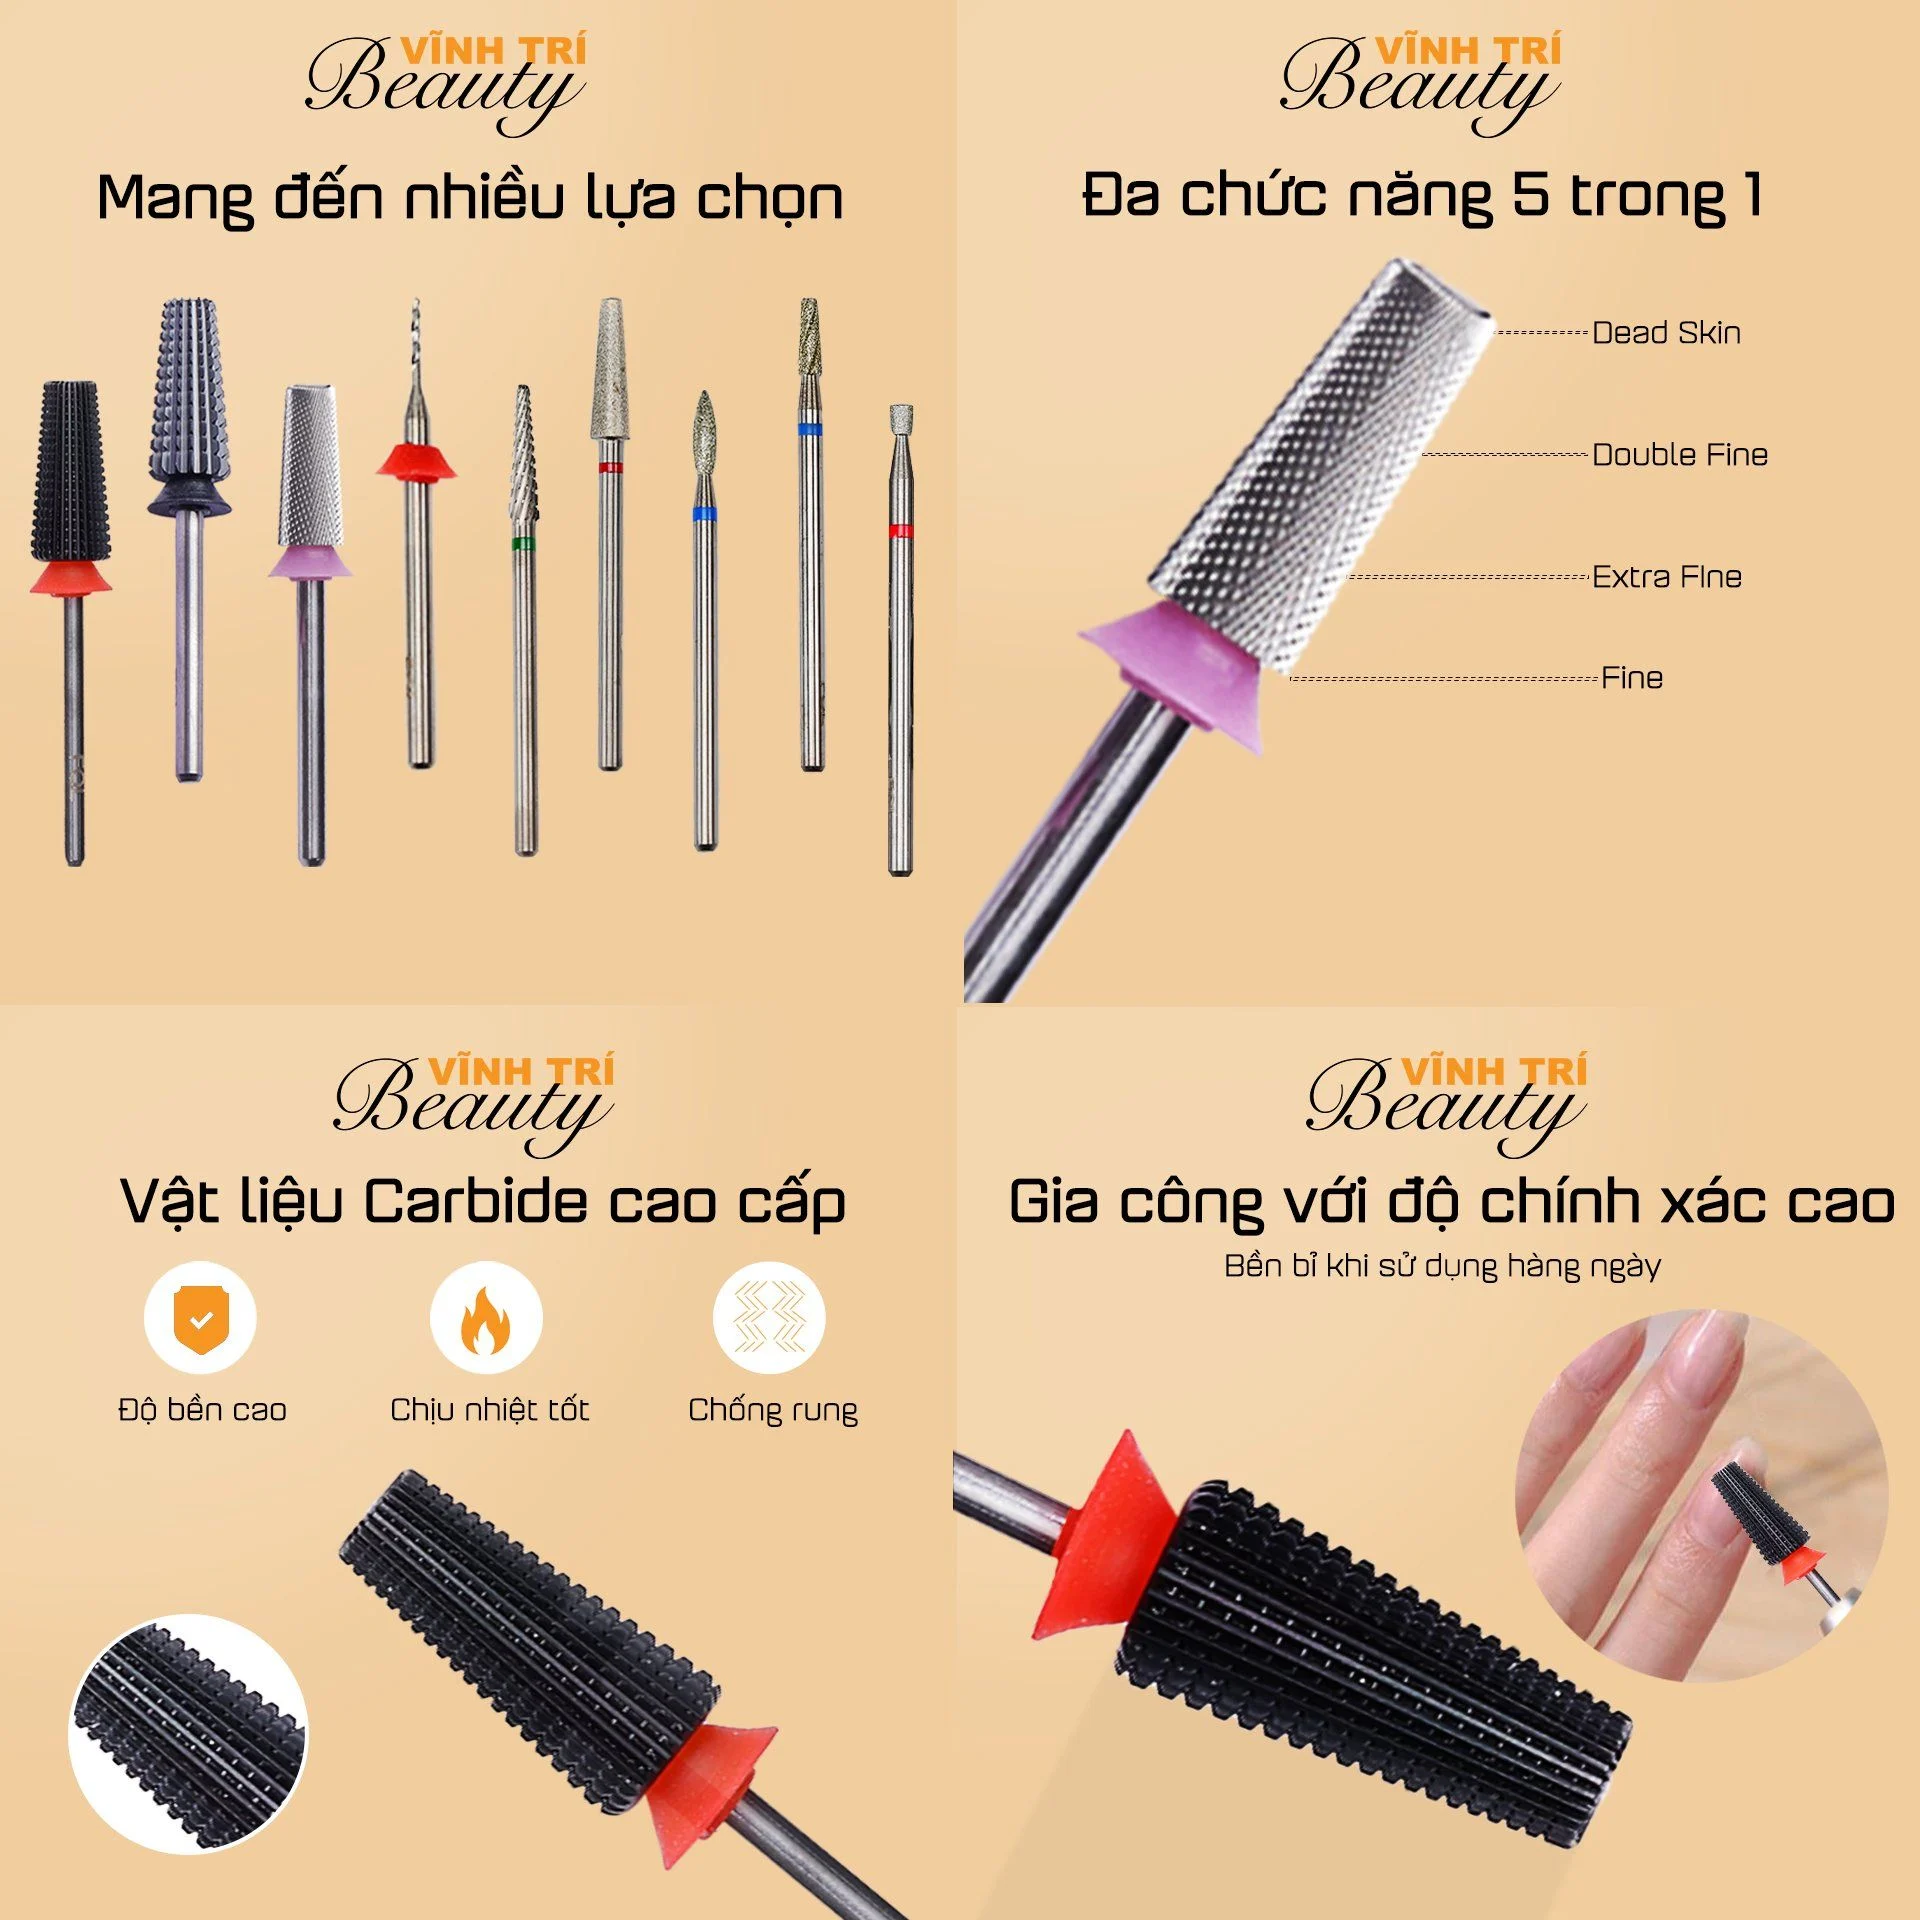 VĨNH TRÍ
Beauty
Mang đến nhiều lựa chọn
VĨNH TRÍ
Beauty
Đa chức năng 5 trong 1
Dead Skin
Double Fine
Extra FIne
Fine
VĨNH TRÍ
Beauty
Vật liệu Carbide cao cấp
Độ bền cao
Chịu nhiệt tốt
Chống rung
VĨNH TRÍ
Beauty
Gia công với độ chính xác cao
Bền bỉ khi sử dụng hàng ngày